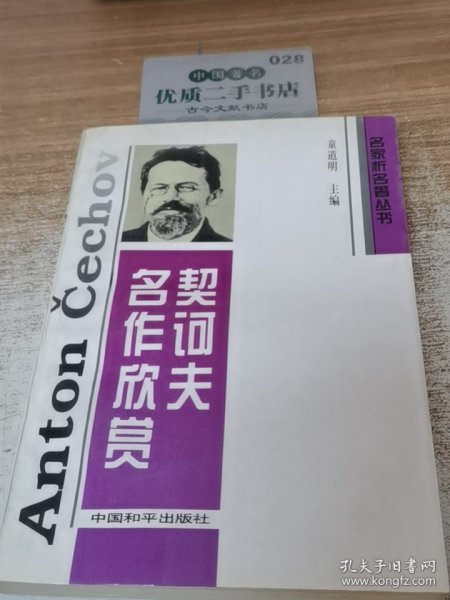 028
中国著名
优质二手书店
古今文献书店
名家析名著丛书
童道明 主编
Anton Čechov
契诃夫
名作欣赏
中国和平出版社
孔夫子旧书网
www.kongfz.com